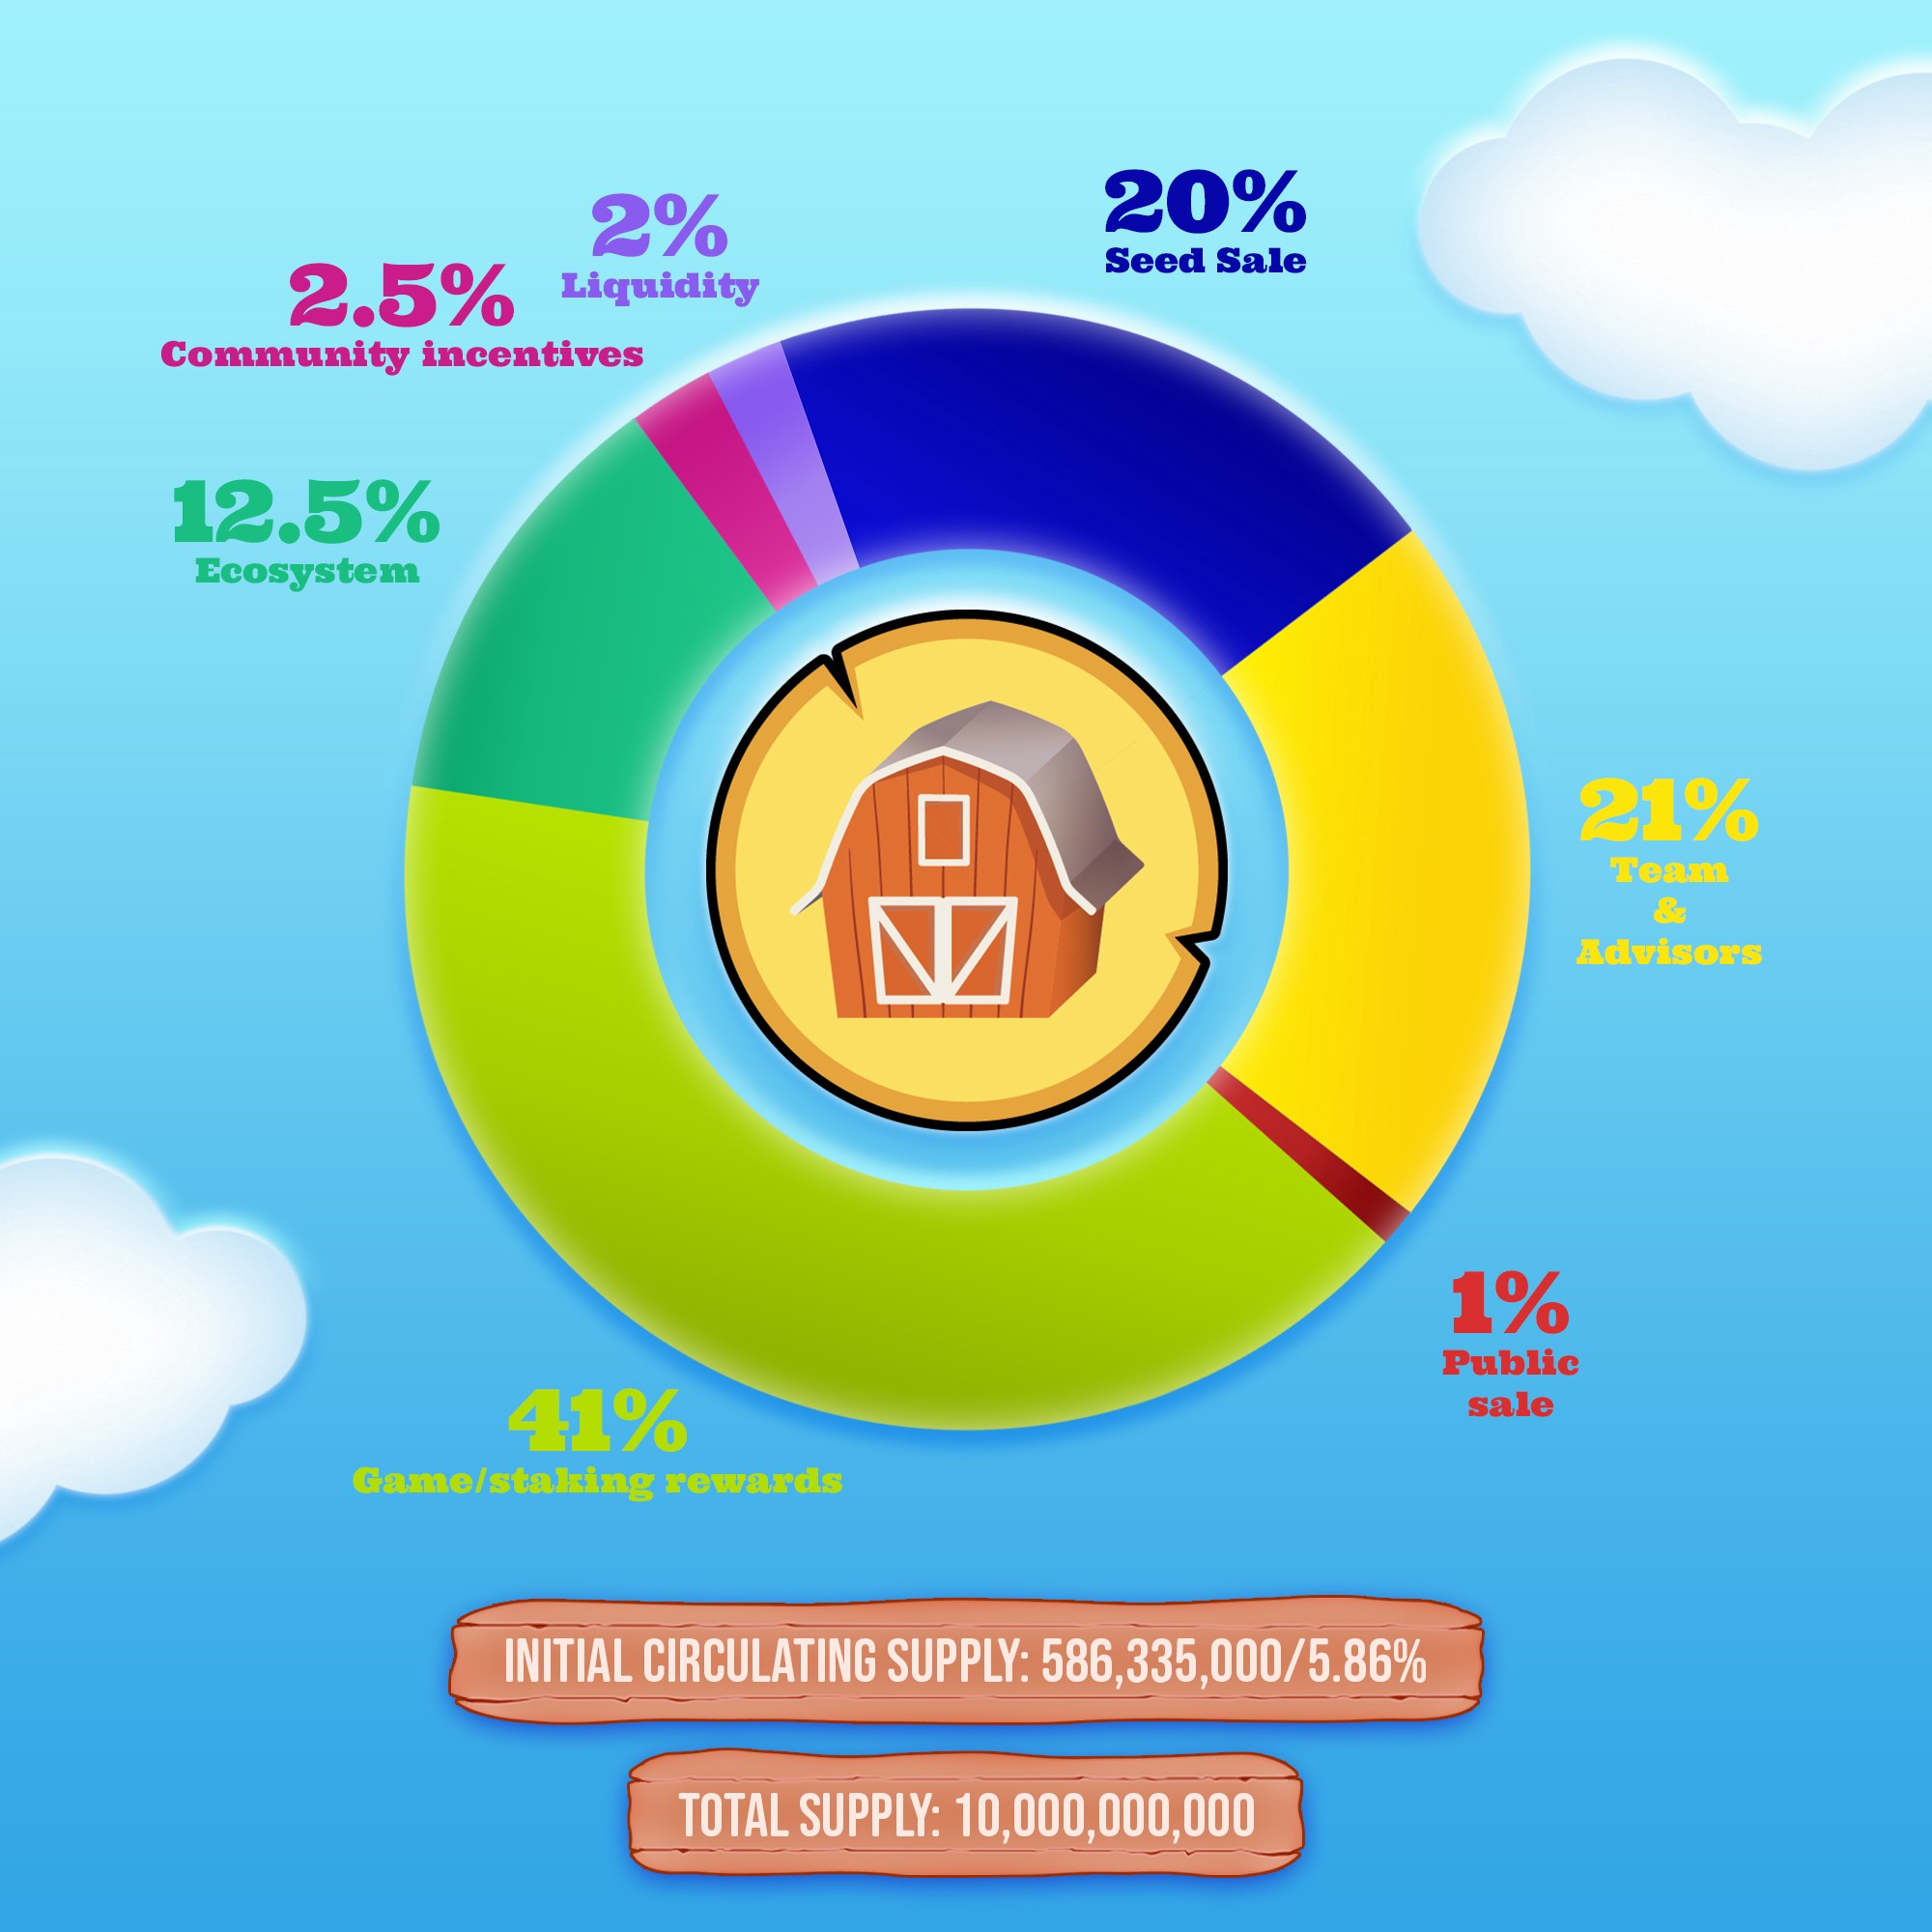 20%
Seed Sale
2%
Liquidity
2.5%
Community incentives
12.5%
Ecosystem
21%
Team
&
Advisors
1%
Public
sale
41%
Game/staking rewards
INITIAL CIRCULATING SUPPLY: 586,335,000/5.86%
TOTAL SUPPLY: 10,000,000,000